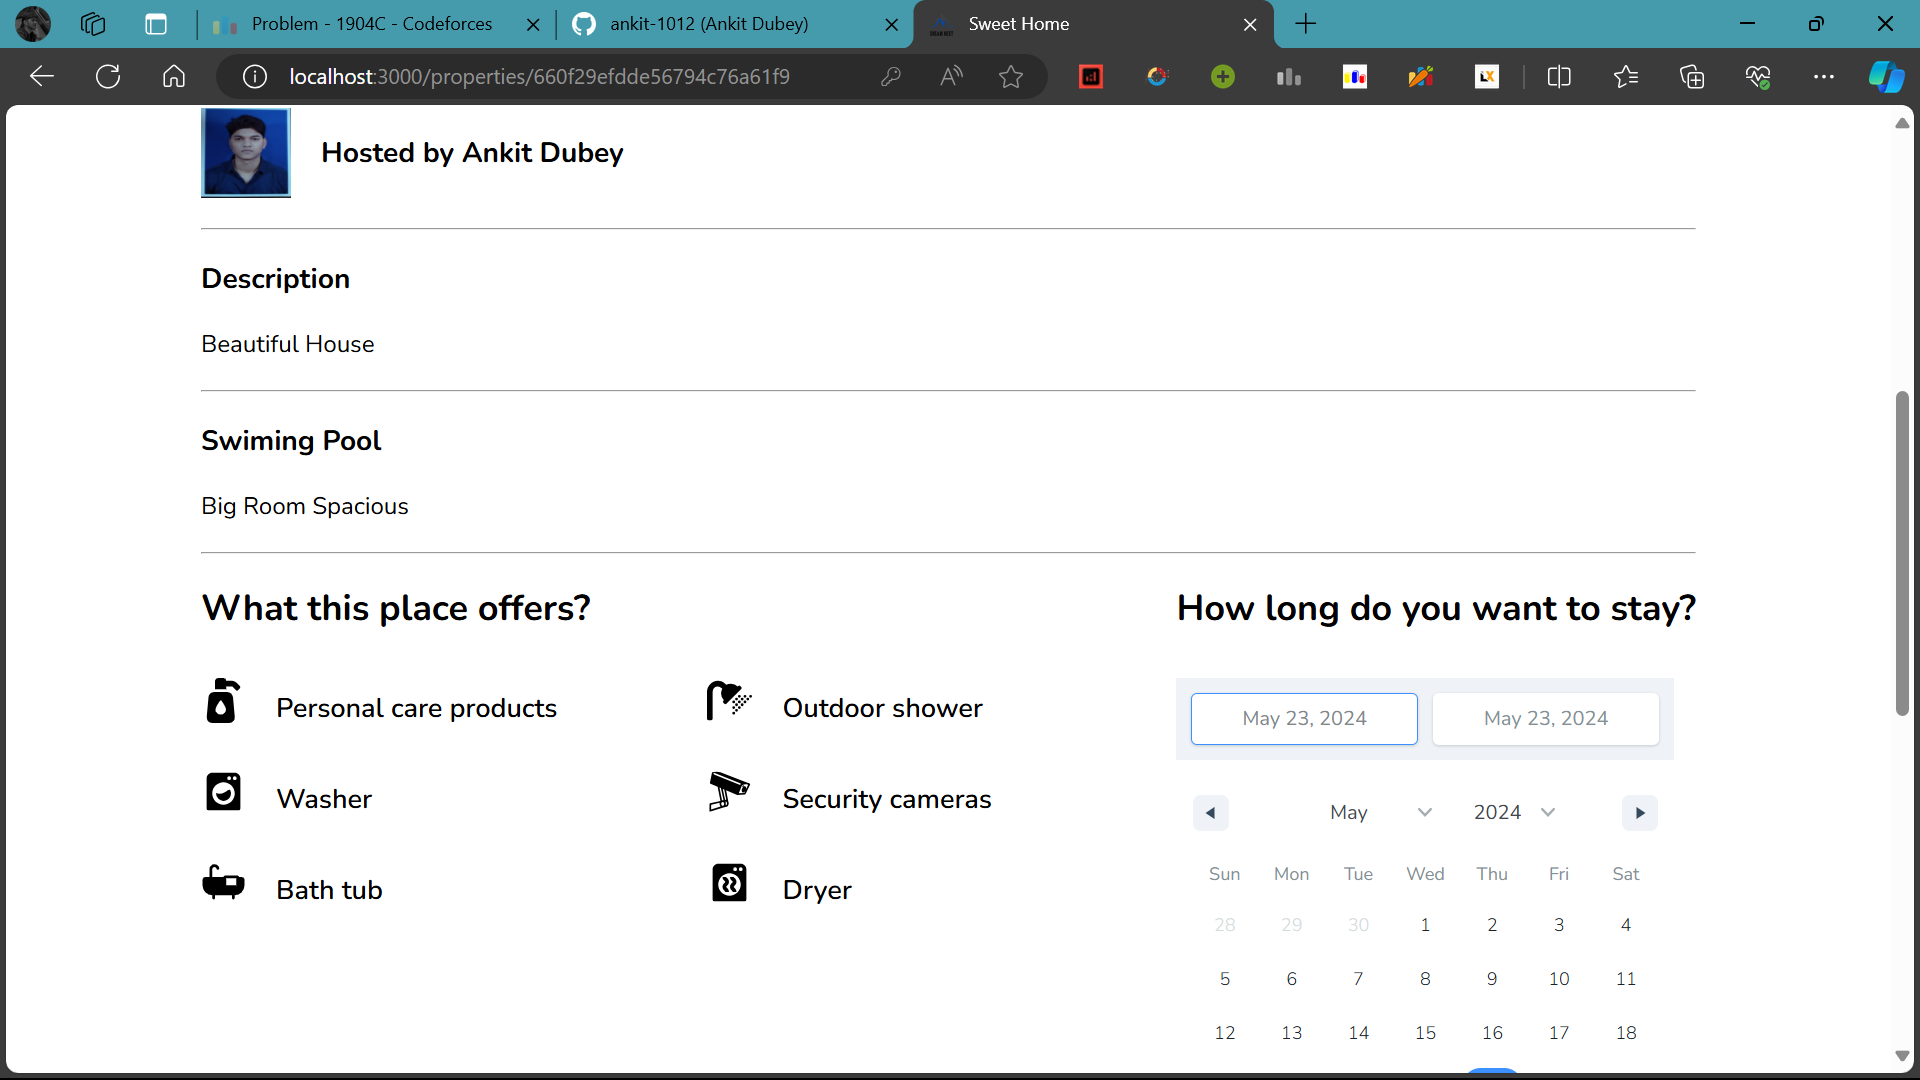 Problem - 1904C - Codeforces
ankit-1012 (Ankit Dubey)
Sweet Home
localhost:3000/properties/660f29efdde56794c76a61f9
Hosted by Ankit Dubey
Description
Beautiful House
Swiming Pool
Big Room Spacious
What this place offers?
How long do you want to stay?
Personal care products
Outdoor shower
Washer
Security cameras
Bath tub
Dryer
May 23, 2024
May 23, 2024
May
2024
Sun Mon Tue Wed Thu Fri Sat
28 29 30 1 2 3 4
5 6 7 8 9 10 11
12 13 14 15 16 17 18